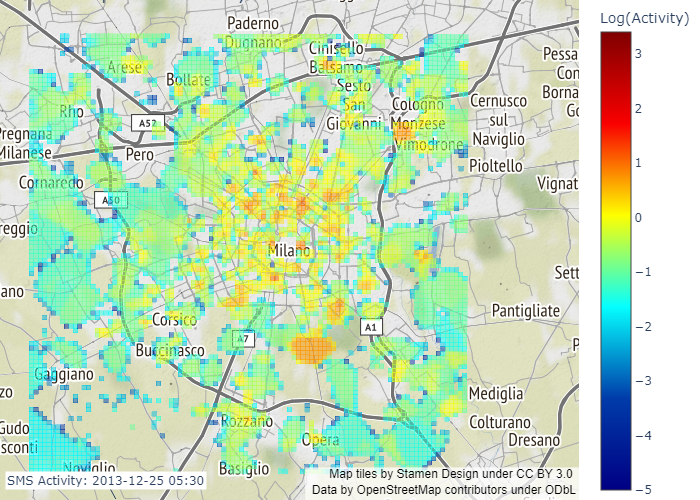 Log(Activity)
Paderno
Dugnano
Cinisello
Balsamo
Pessa
Con
Borna
Go
Arese
Bollate
Sesto
San
Giovanni
Cologno
Monzese
Cernusco
sul
Naviglio
Rho
A52
Pregnana
Milanese
Pero
Vimodrone
Pioltello
Cornaredo
Vignat
A50
reggio
Milano
Sett
ano
Pantigliate
Corsico
A7
A1
Buccinasco
P
Gaggiano
zo
Mediglia
Rozzano
Colturano
Gudo
sconti
Opera
Dresano
Noviglio
Basiglio
SMS Activity: 2013-12-25 05:30
Map tiles by Stamen Design under CC BY 3.0
Data by OpenStreetMap contributors under ODbL
3
2
1
0
−1
−2
−3
−4
−5